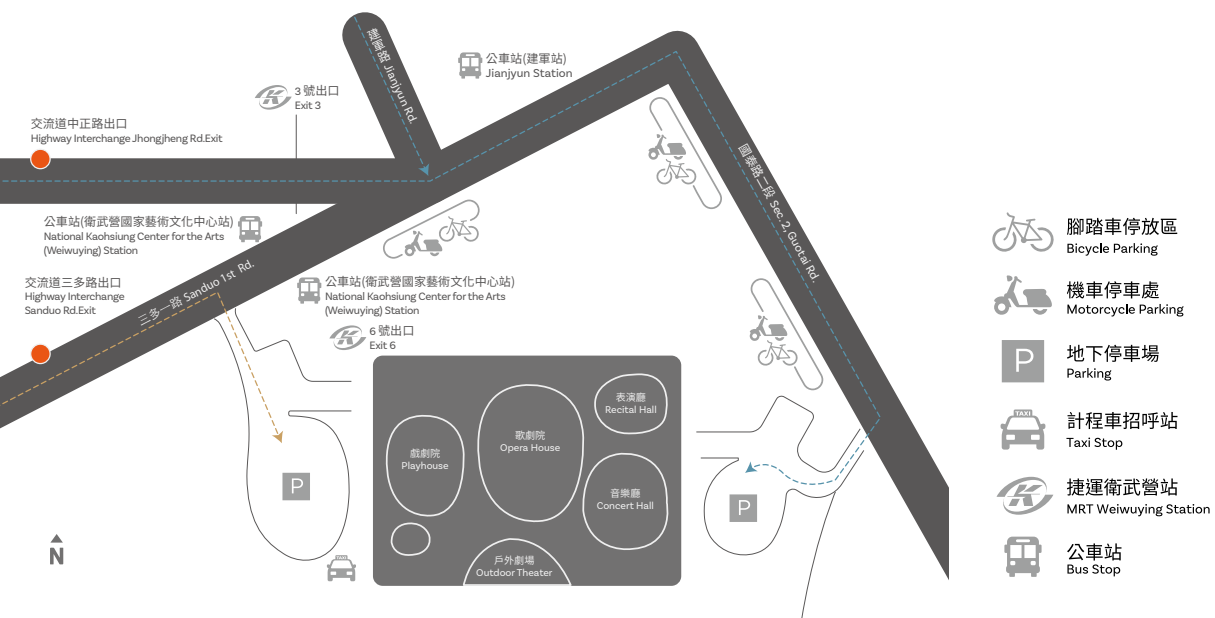 建軍路 Jianjyun Rd.
公車站(建軍站)
Jianjyun Station
3 號出口
Exit 3
交流道中正路出口
Highway Interchange Jhongjheng Rd.Exit
公車站(衛武營國家藝術文化中心站)
National Kaohsiung Center for the Arts
(Weiwuying) Station
交流道三多路出口
Highway Interchange
Sanduo Rd.Exit
三多一路 Sanduo 1st Rd.
公車站(衛武營國家藝術文化中心站)
National Kaohsiung Center for the Arts
(Weiwuying) Station
6 號出口
Exit 6
國泰路二段 Sec. 2, Guotai Rd.
表演廳
Recital Hall
歌劇院
Opera House
戲劇院
Playhouse
音樂廳
Concert Hall
戶外劇場
Outdoor Theater
P
P
TAXI
N
腳踏車停放區
Bicycle Parking
機車停車處
Motorcycle Parking
P
地下停車場
Parking
TAXI
計程車招呼站
Taxi Stop
捷運衛武營站
MRT Weiwuying Station
公車站
Bus Stop